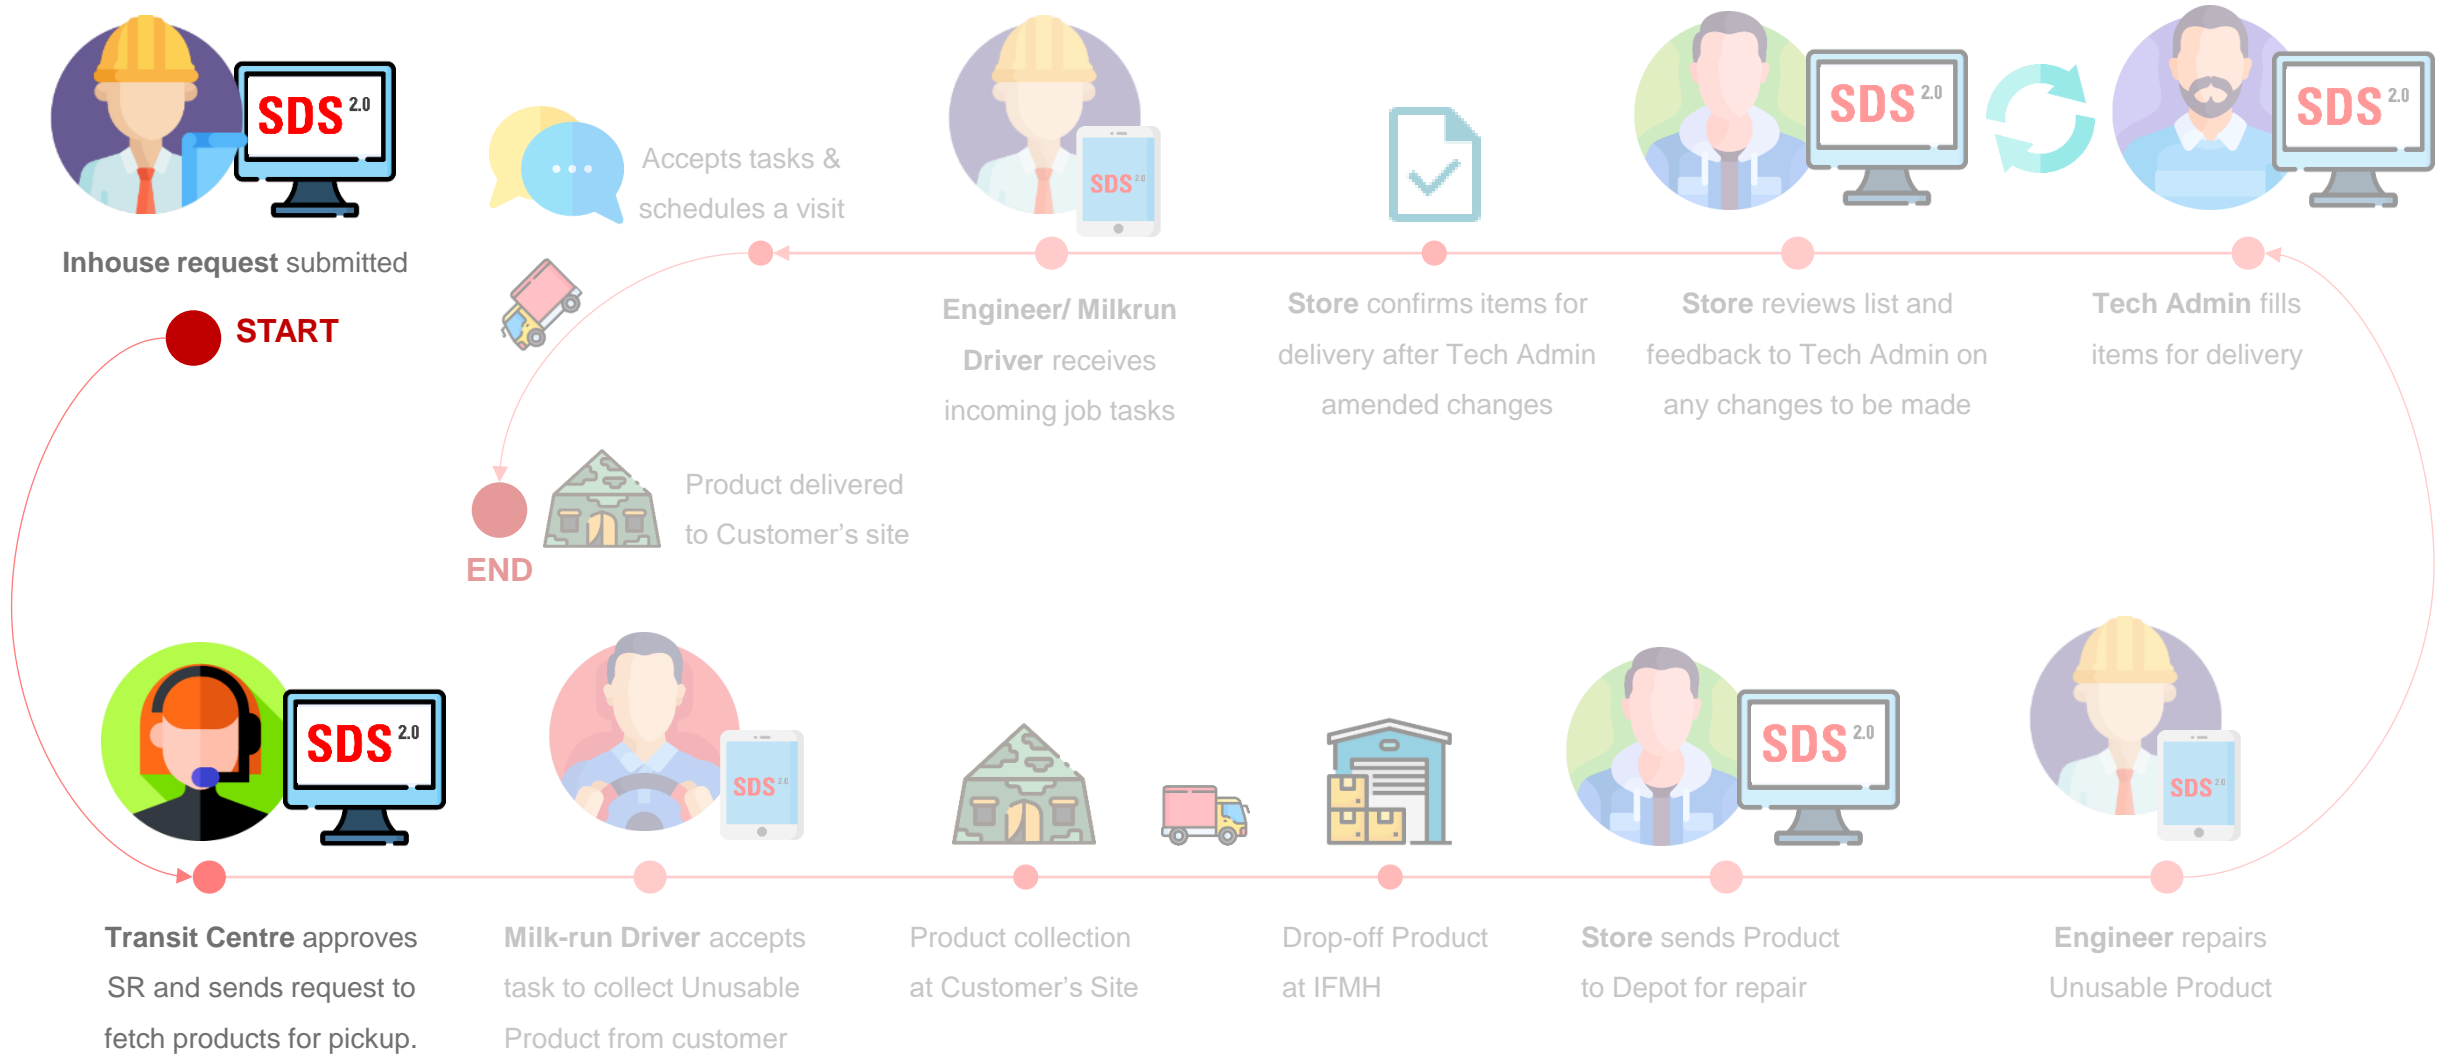 SDS 2.0
Inhouse request submitted
START
Transit Centre approves
SR and sends request to
fetch products for pickup.
SDS 2.0
Milk-run Driver accepts
task to collect Unusable
Product from customer
SDS 2.0
Product collection
at Customer’s Site
Drop-off Product
at IFMH
Store sends Product
to Depot for repair
SDS 2.0
Engineer repairs
Unusable Product
SDS 2.0
Tech Admin fills
items for delivery
SDS 2.0
Store reviews list and
feedback to Tech Admin on
any changes to be made
SDS 2.0
Store confirms items for
delivery after Tech Admin
amended changes
Engineer/ Milkrun
Driver receives
incoming job tasks
SDS 2.0
Accepts tasks &
schedules a visit
Product delivered
to Customer’s site
END